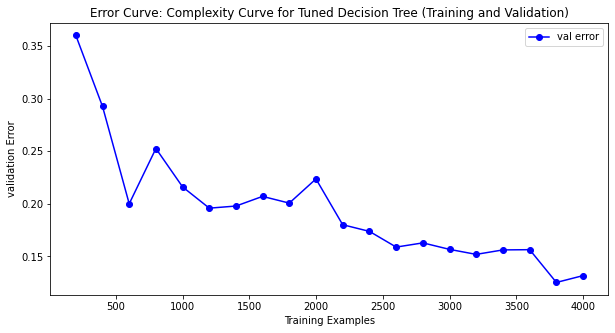 Error Curve: Complexity Curve for Tuned Decision Tree (Training and Validation)
val error
validation Error
0.35
0.30
0.25
0.20
0.15
500 1000 1500 2000 2500 3000 3500 4000
Training Examples